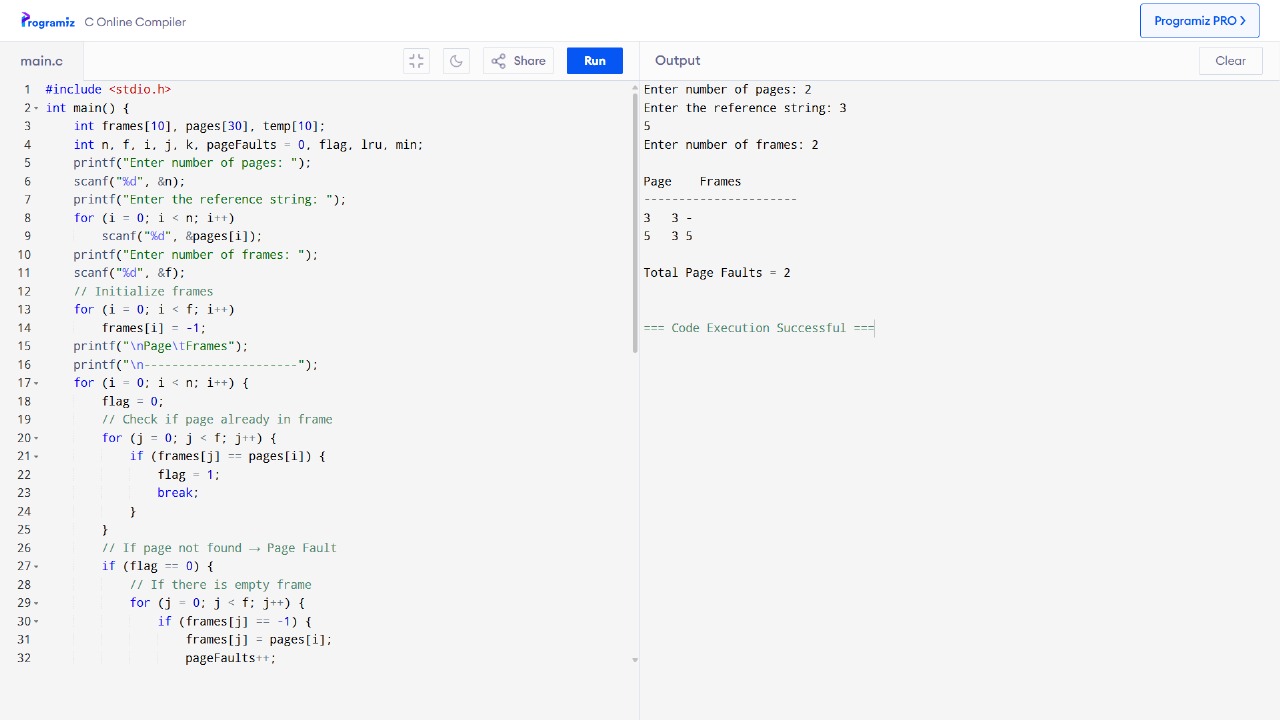 Programiz C Online Compiler
Programiz PRO >
main.c
Share
Run
Output
Clear
1 #include <stdio.h>
2 int main() {
3     int frames[10], pages[30], temp[10];
4     int n, f, i, j, k, pageFaults = 0, flag, lru, min;
5     printf("Enter number of pages: ");
6     scanf("%d", &n);
7     printf("Enter the reference string: ");
8     for (i = 0; i < n; i++)
9         scanf("%d", &pages[i]);
10     printf("Enter number of frames: ");
11     scanf("%d", &f);
12     // Initialize frames
13     for (i = 0; i < f; i++)
14         frames[i] = -1;
15     printf("\nPage\tFrames");
16     printf("\n----------------------");
17     for (i = 0; i < n; i++) {
18         flag = 0;
19         // Check if page already in frame
20         for (j = 0; j < f; j++) {
21             if (frames[j] == pages[i]) {
22                 flag = 1;
23                 break;
24             }
25         }
26         // If page not found → Page Fault
27         if (flag == 0) {
28             // If there is empty frame
29             for (j = 0; j < f; j++) {
30                 if (frames[j] == -1) {
31                     frames[j] = pages[i];
32                     pageFaults++;
Enter number of pages: 2
Enter the reference string: 3
5
Enter number of frames: 2
Page    Frames
----------------------
3   3 -
5   3 5
Total Page Faults = 2
=== Code Execution Successful ===